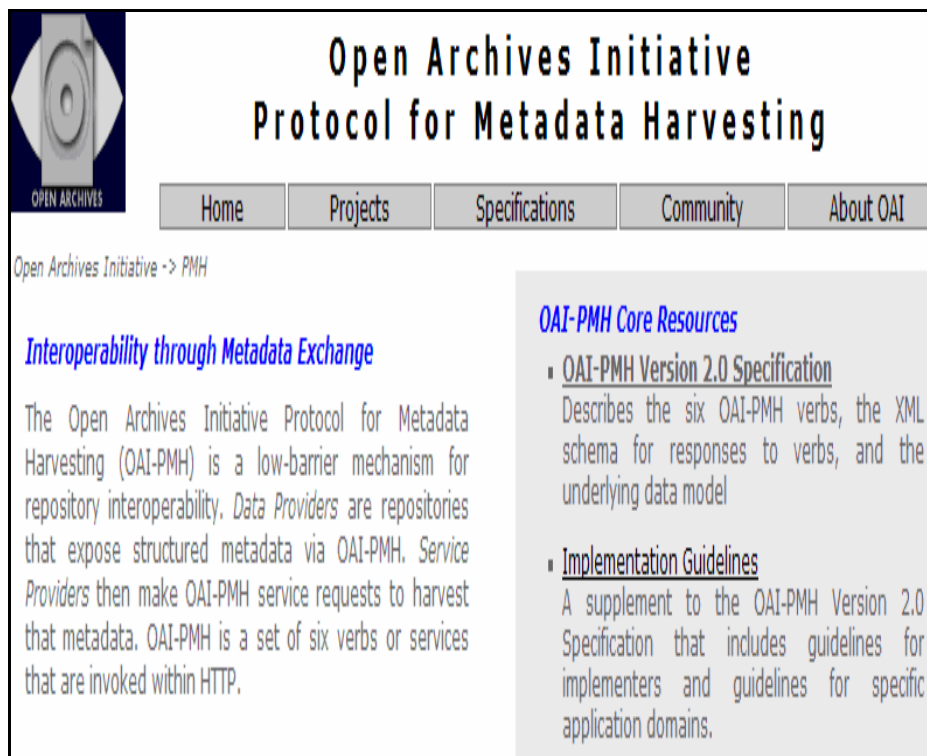 Open Archives Initiative
Protocol for Metadata Harvesting
OPEN ARCHIVES
Home Projects Specifications Community About OAI
Open Archives Initiative -> PMH
Interoperability through Metadata Exchange
The Open Archives Initiative Protocol for Metadata
Harvesting (OAI-PMH) is a low-barrier mechanism for
repository interoperability. Data Providers are repositories
that expose structured metadata via OAI-PMH. Service
Providers then make OAI-PMH service requests to harvest
that metadata. OAI-PMH is a set of six verbs or services
that are invoked within HTTP.
OAI-PMH Core Resources
▪ OAI-PMH Version 2.0 Specification
Describes the six OAI-PMH verbs, the XML
schema for responses to verbs, and the
underlying data model
▪ Implementation Guidelines
A supplement to the OAI-PMH Version 2.0
Specification that includes guidelines for
implementers and guidelines for specific
application domains.